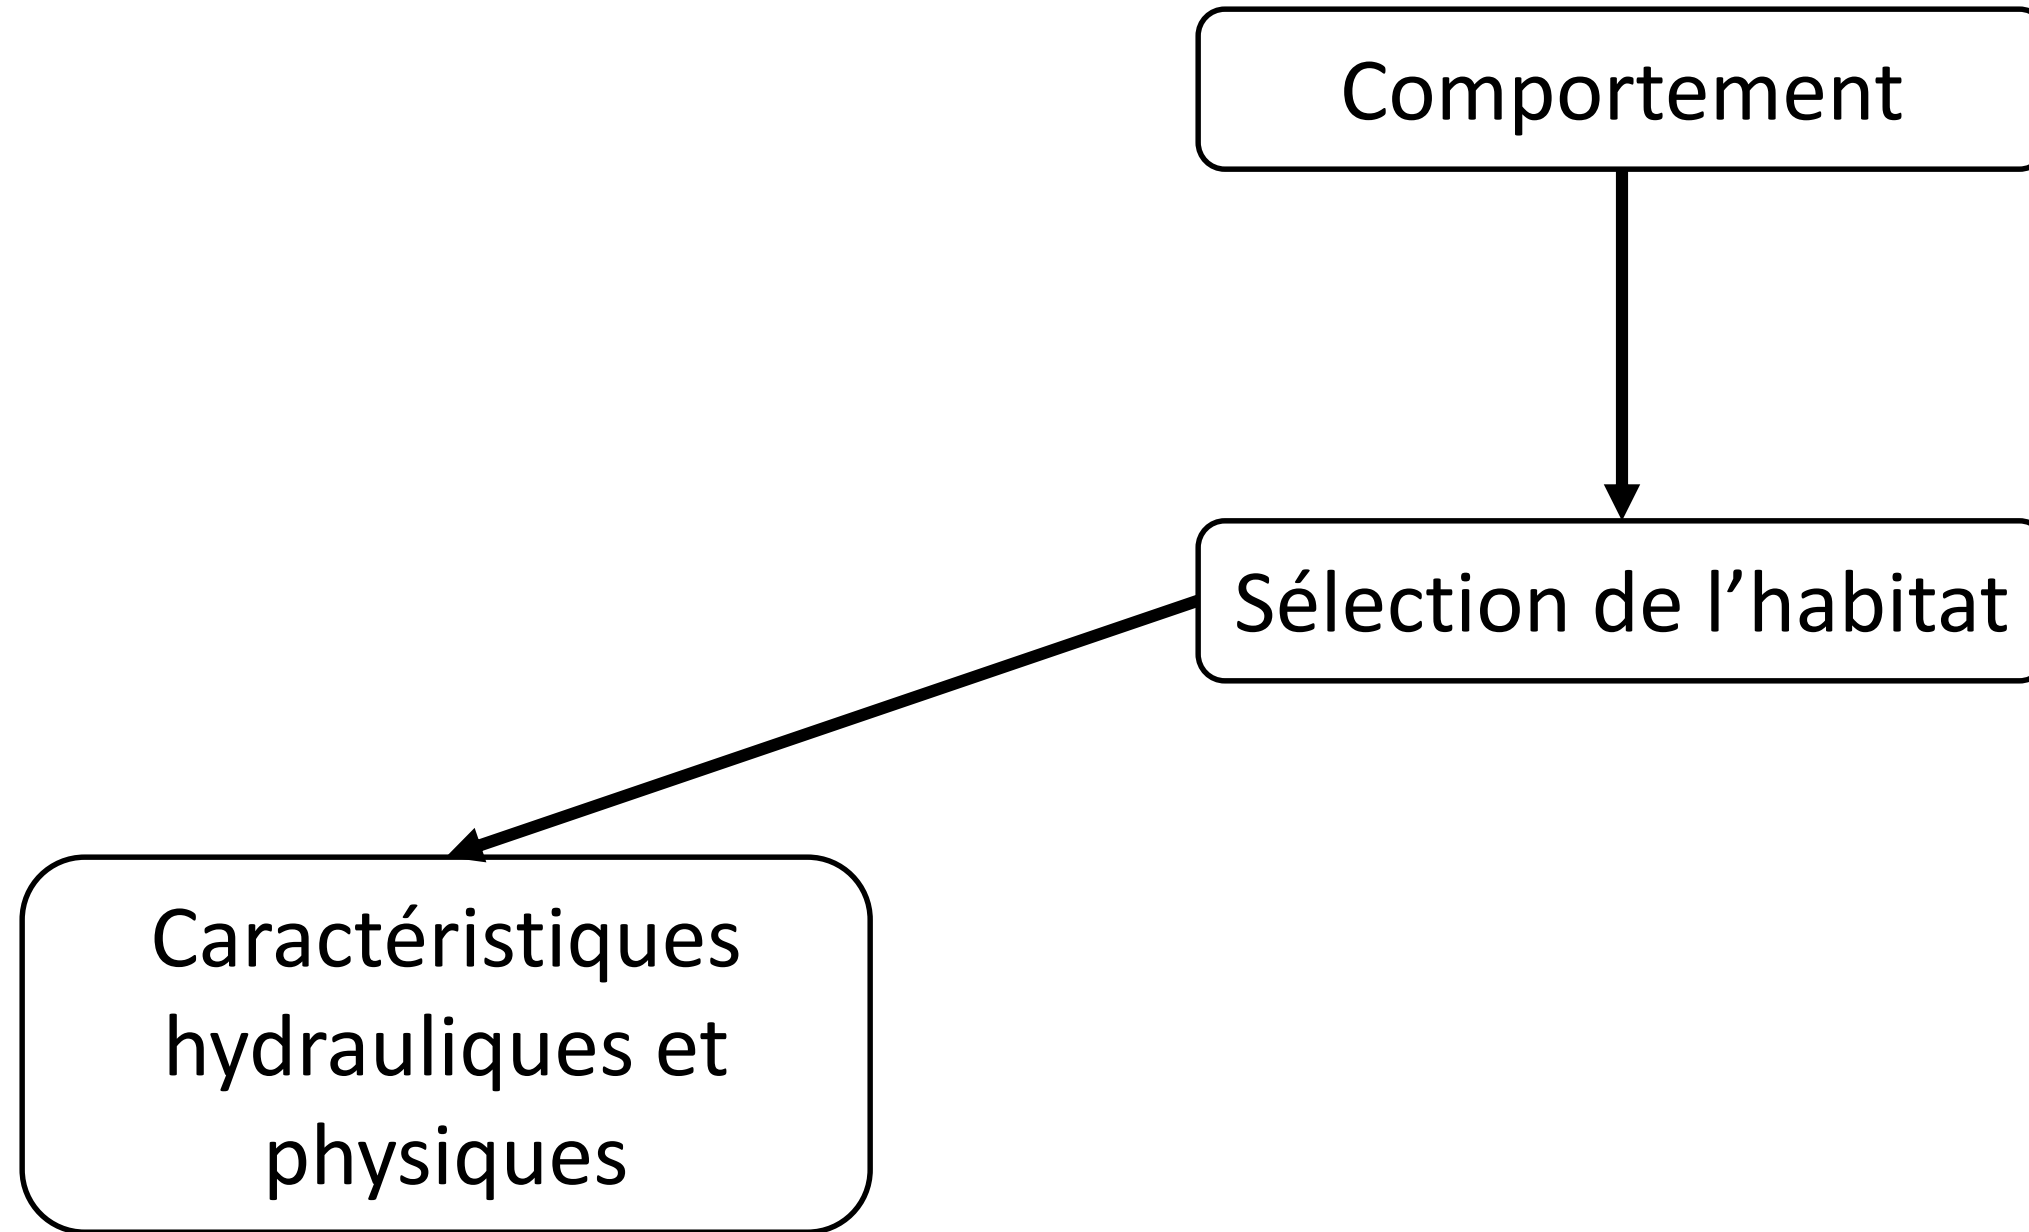 Comportement
Sélection de l’habitat
Caractéristiques
hydrauliques et
physiques